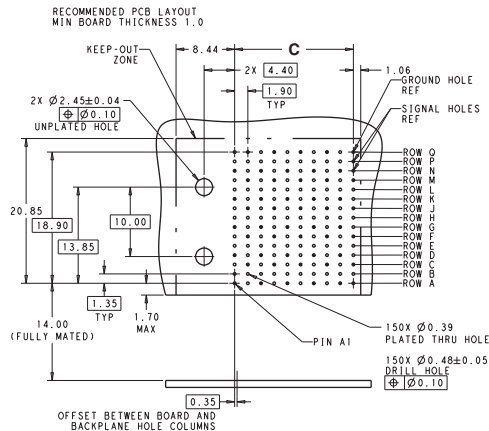 RECOMMENDED PCB LAYOUT
MIN BOARD THICKNESS 1.0
KEEP-OUT
ZONE
8.44
C
2X 4.40
1.06
1.90
TYP
GROUND HOLE
REF
2X Ø2.45±0.04
⌖ Ø0.10
UNPLATED HOLE
SIGNAL HOLES
REF
ROW Q
ROW P
ROW N
ROW M
ROW L
ROW K
ROW J
ROW H
ROW G
ROW F
ROW E
ROW D
ROW C
ROW B
ROW A
20.85
18.90
13.85
10.00
1.35
TYP
1.70
MAX
14.00
(FULLY MATED)
PIN A1
150X Ø0.39
PLATED THRU HOLE
150X Ø0.48±0.05
DRILL HOLE
⌖ Ø0.10
0.35
OFFSET BETWEEN BOARD AND
BACKPLANE HOLE COLUMNS